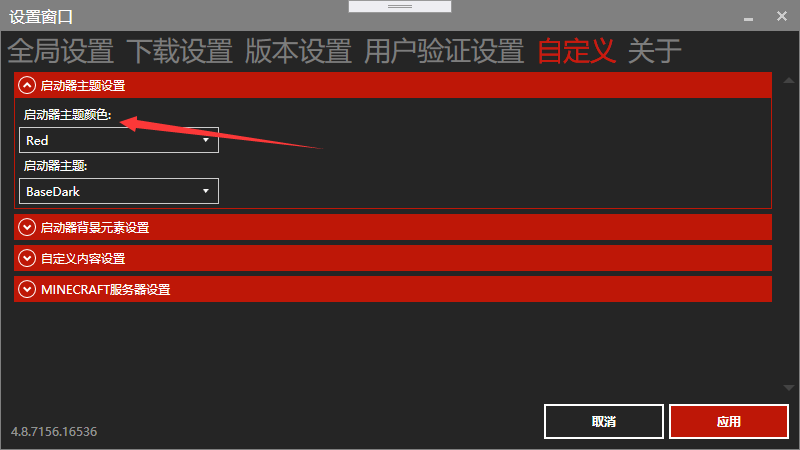 设置窗口
全局设置 下载设置 版本设置 用户验证设置 自定义 关于
启动器主题设置
启动器主题颜色:
Red
启动器主题:
BaseDark
启动器背景元素设置
自定义内容设置
MINECRAFT服务器设置
取消 应用
4.8.7156.16536